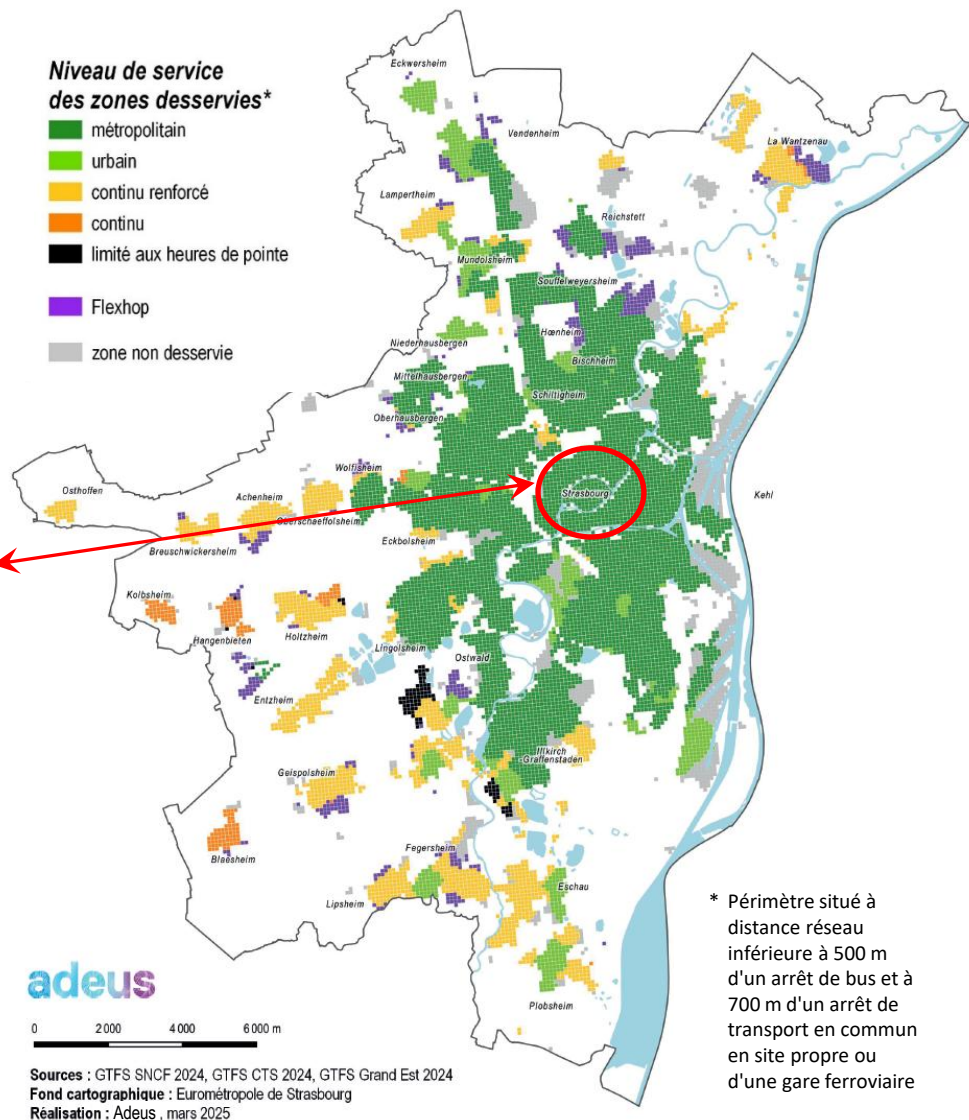 Niveau de service
des zones desservies*
métropolitain
urbain
continu renforcé
continu
limité aux heures de pointe
Flexhop
zone non desservie
Eckwersheim
Vendenheim
La Wantzenau
Lampertheim
Reichstett
Mundolsheim
Souffelweyersheim
Hœnheim
Niederhausbergen
Bischheim
Mittelhausbergen
Schiltigheim
Oberhausbergen
Wolfisheim
Strasbourg
Kehl
Osthoffen
Achenheim
Oberschaeffolsheim
Eckbolsheim
Breuschwickersheim
Kolbsheim
Hangenbieten
Holtzheim
Lingolsheim
Ostwald
Entzheim
Illkirch
-Graffenstaden
Geispolsheim
Blaesheim
Fegersheim
Lipsheim
Eschau
Plobsheim
* Périmètre situé à
distance réseau
inférieure à 500 m
d'un arrêt de bus et à
700 m d'un arrêt de
transport en commun
en site propre ou
d'une gare ferroviaire
adeus
0 2 000 4 000 6 000 m
Sources : GTFS SNCF 2024, GTFS CTS 2024, GTFS Grand Est 2024
Fond cartographique : Eurométropole de Strasbourg
Réalisation : Adeus , mars 2025